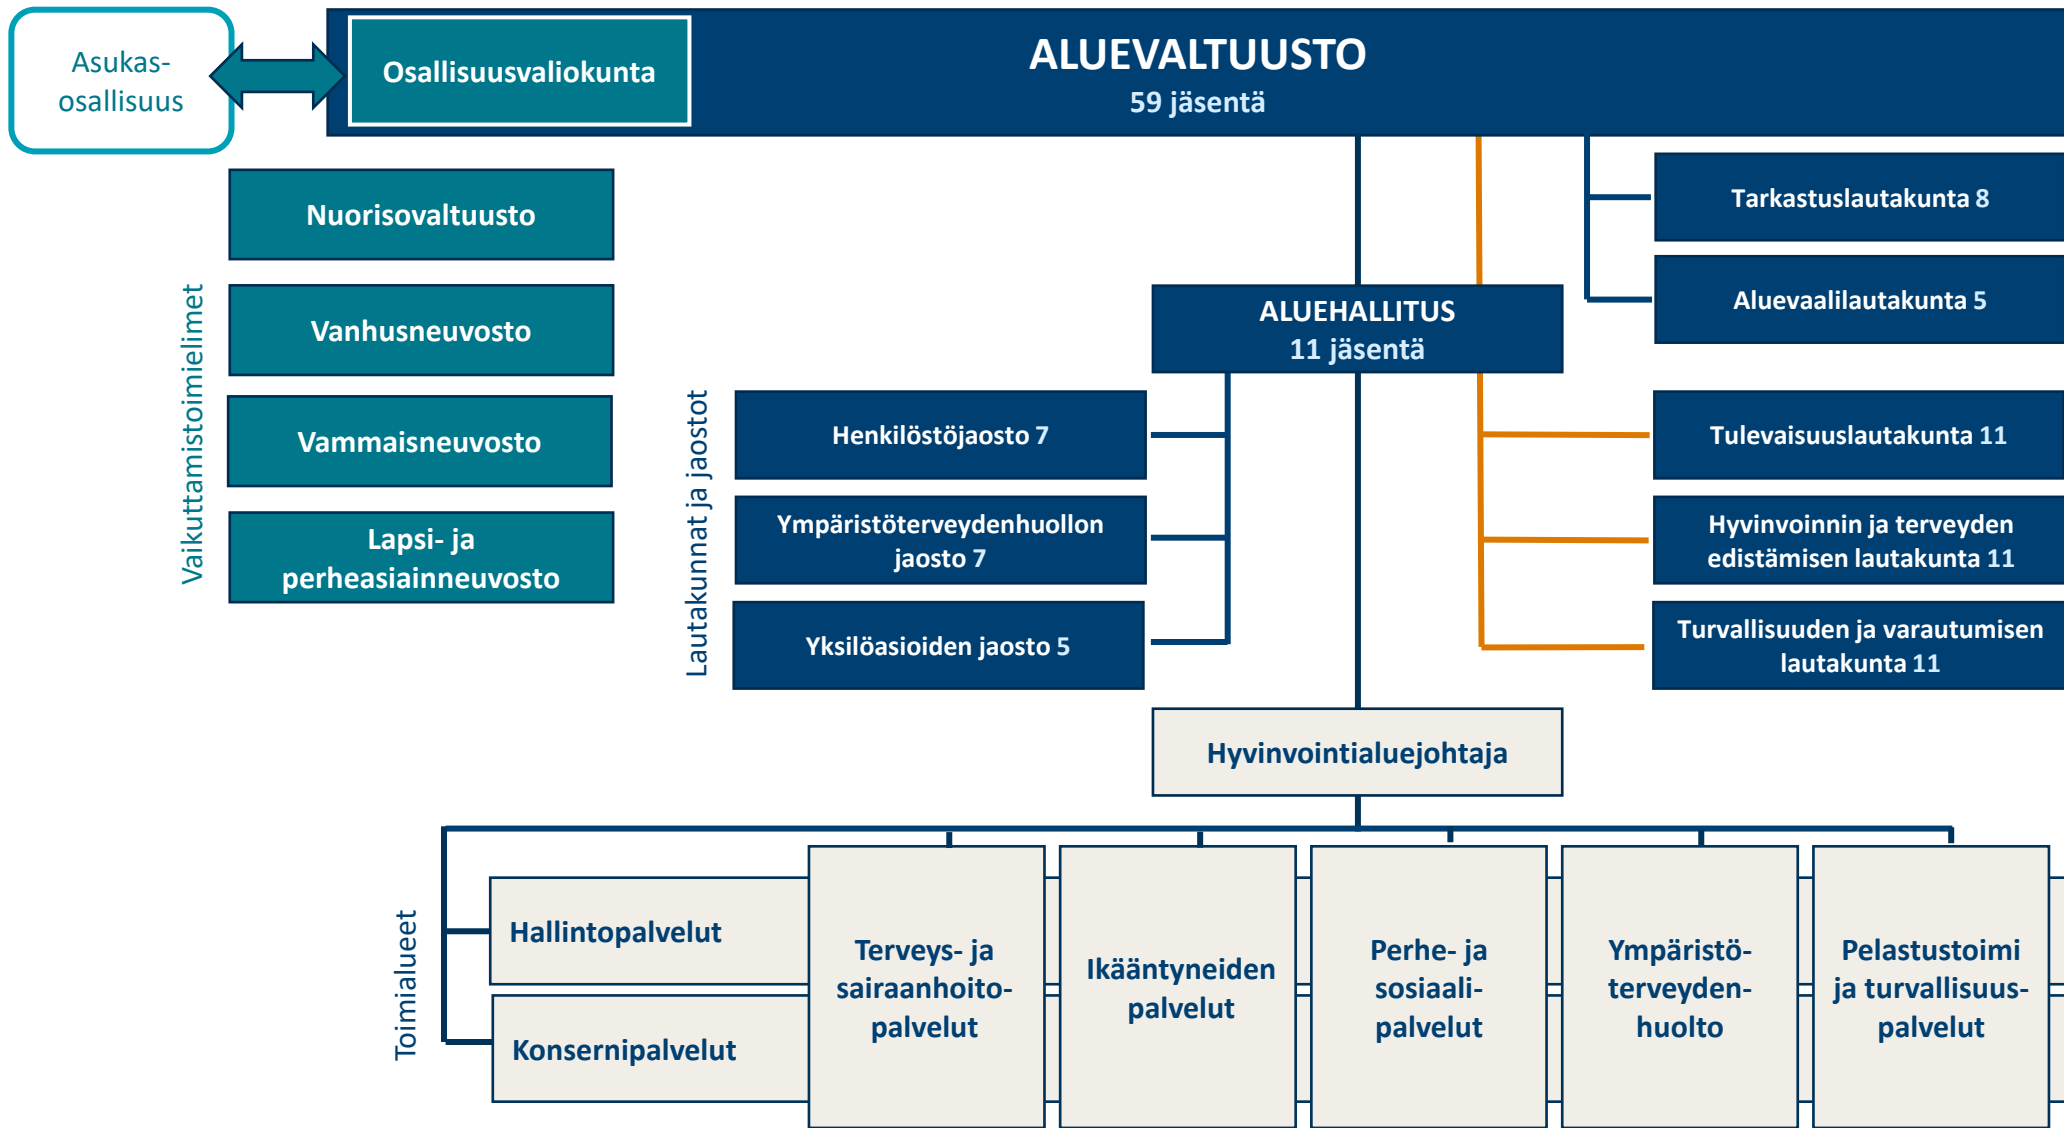 Asukas-
osallisuus
Osallisuusvaliokunta
ALUEVALTUUSTO
59 jäsentä
Vaikuttamistoimielimet
Nuorisovaltuusto
Vanhusneuvosto
Vammaisneuvosto
Lapsi- ja
perheasiainneuvosto
Tarkastuslautakunta 8
Aluevaalilautakunta 5
ALUEHALLITUS
11 jäsentä
Lautakunnat ja jaostot
Henkilöstöjaosto 7
Ympäristöterveydenhuollon
jaosto 7
Yksilöasioiden jaosto 5
Tulevaisuuslautakunta 11
Hyvinvoinnin ja terveyden
edistämisen lautakunta 11
Turvallisuuden ja varautumisen
lautakunta 11
Hyvinvointialuejohtaja
Toimialueet
Hallintopalvelut
Konsernipalvelut
Terveys- ja
sairaanhoito-
palvelut
Ikääntyneiden
palvelut
Perhe- ja
sosiaali-
palvelut
Ympäristö-
terveyden-
huolto
Pelastustoimi
ja turvallisuus-
palvelut